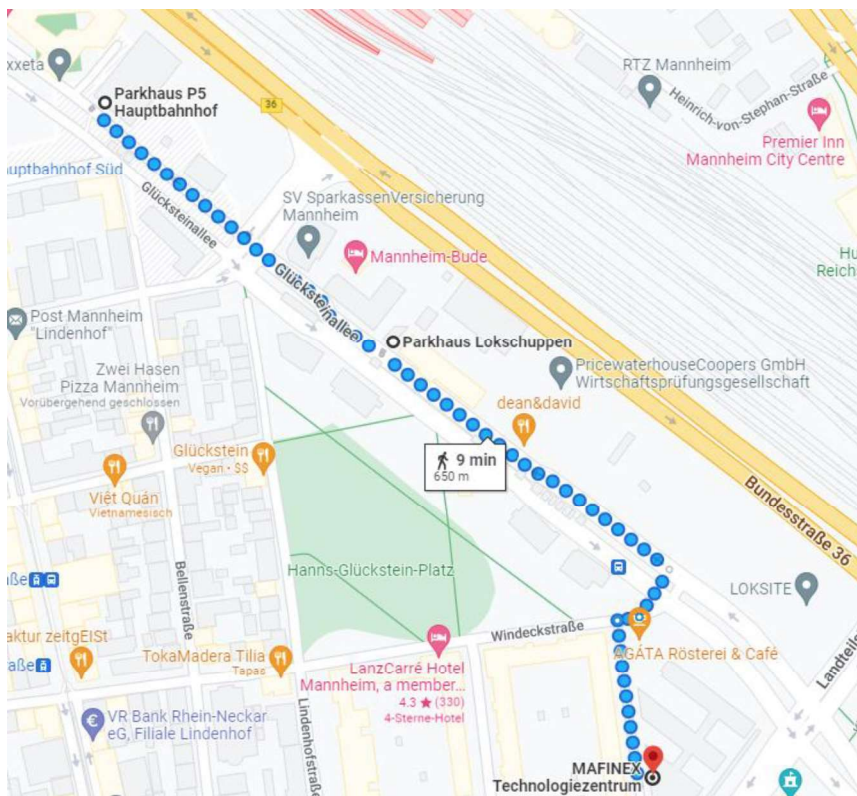 xxeta
Parkhaus P5
Hauptbahnhof
36
RTZ Mannheim
Heinrich-von-Stephan-Straße
Premier Inn
Mannheim City Centre
auptbahnhof Süd
Glücksteinallee
SV SparkassenVersicherung
Mannheim
Mannheim-Bude
Hu
Reich
Glücksteinallee
Post Mannheim
"Lindenhof"
Parkhaus Lokschuppen
Zwei Hasen
Pizza Mannheim
Vorübergehend geschlossen
PricewaterhouseCoopers GmbH
Wirtschaftsprüfungsgesellschaft
dean&david
Glückstein
Vegan · $$
9 min
650 m
Việt Quán
Vietnamesisch
Bundesstraße 36
Bellenstraße
Hanns-Glückstein-Platz
aße
LOKSITE
Windeckstraße
aktur zeitgEISt
AGÁTA Rösterei & Café
aße
TokaMadera Tilia
Tapas
LanzCarré Hotel
Mannheim, a member...
4.3 ★ (330)
4-Sterne-Hotel
Landteils
Lindenhofstraße
VR Bank Rhein-Neckar
eG, Filiale Lindenhof
MAFINEX
Technologiezentrum